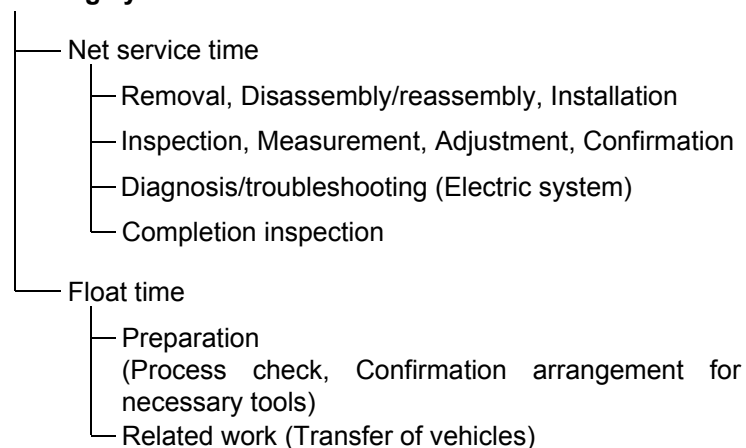 Net service time
Removal, Disassembly/reassembly, Installation
Inspection, Measurement, Adjustment, Confirmation
Diagnosis/troubleshooting (Electric system)
Completion inspection
Float time
Preparation
(Process check, Confirmation arrangement for
necessary tools)
Related work (Transfer of vehicles)